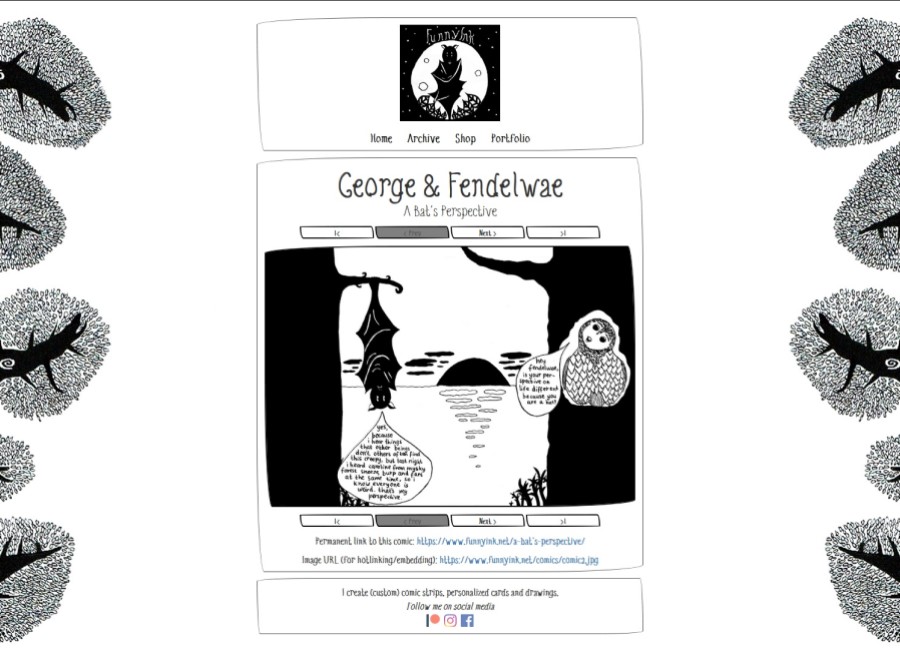 FunnyInk
Home Archive Shop Portfolio
George & Fendelwae
A Bat's Perspective
|< < Prev Next > >|
hey
fendelwae,
is your per-
spective on
life different
because you
are a bat?
yes,
because
i hear things
that other beings
don't. others often find
this creepy. but last night
i heard caroline from mighty
forest sneeze, burp and fart
at the same time, so i
know everyone is
weird. that's my
perspective.
|< < Prev Next > >|
Permanent link to this comic: https://www.funnyink.net/a-bat's-perspective/
Image URL (for hotlinking/embedding): https://www.funnyink.net/comics/comic2.jpg
I create (custom) comic strips, personalized cards and drawings.
Follow me on social media